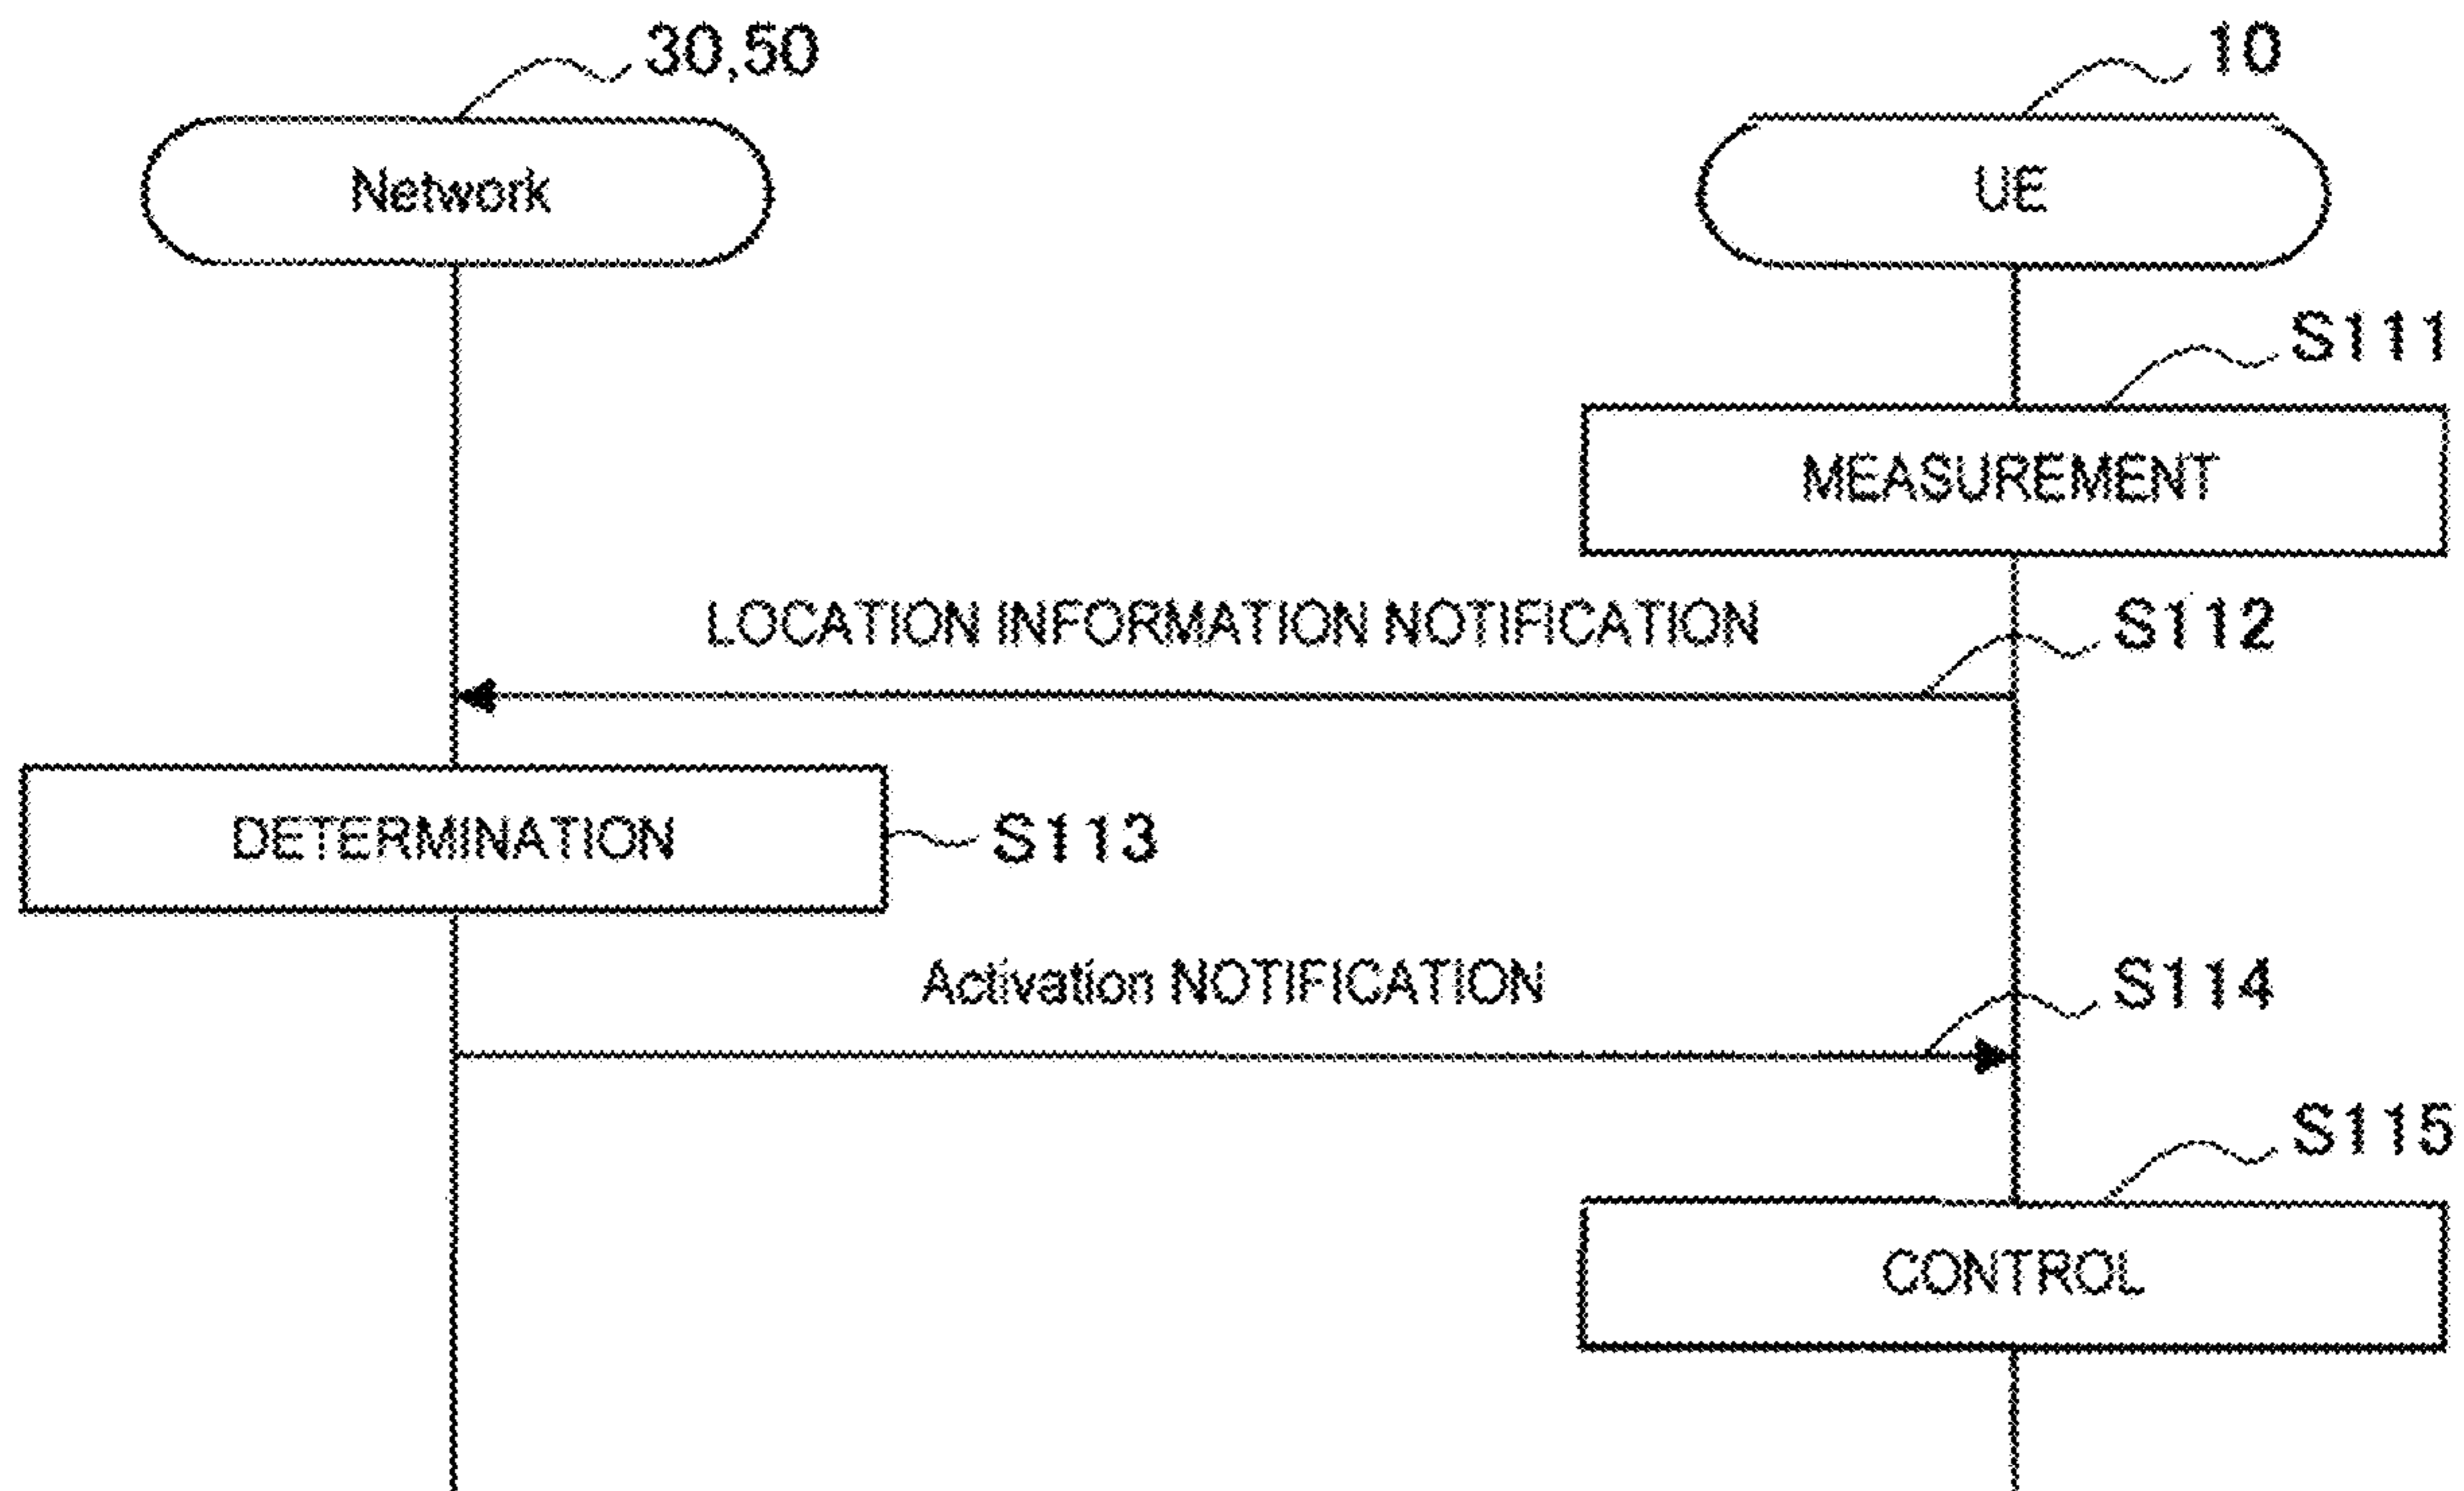 30,50
10
Network
UE
S111
MEASUREMENT
LOCATION INFORMATION NOTIFICATION
S112
DETERMINATION
S113
Activation NOTIFICATION
S114
S115
CONTROL